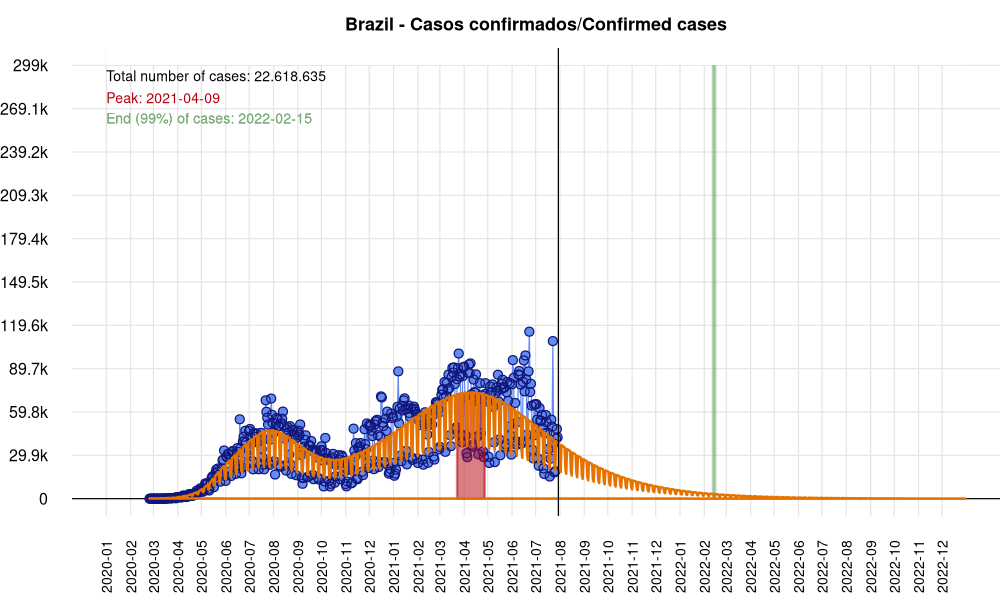 Brazil - Casos confirmados/Confirmed cases
Total number of cases: 22.618.635
Peak: 2021-04-09
End (99%) of cases: 2022-02-15
299k
269.1k
239.2k
209.3k
179.4k
149.5k
119.6k
89.7k
59.8k
29.9k
0
2020-01
2020-02
2020-03
2020-04
2020-05
2020-06
2020-07
2020-08
2020-09
2020-10
2020-11
2020-12
2021-01
2021-02
2021-03
2021-04
2021-05
2021-06
2021-07
2021-08
2021-09
2021-10
2021-11
2021-12
2022-01
2022-02
2022-03
2022-04
2022-05
2022-06
2022-07
2022-08
2022-09
2022-10
2022-11
2022-12